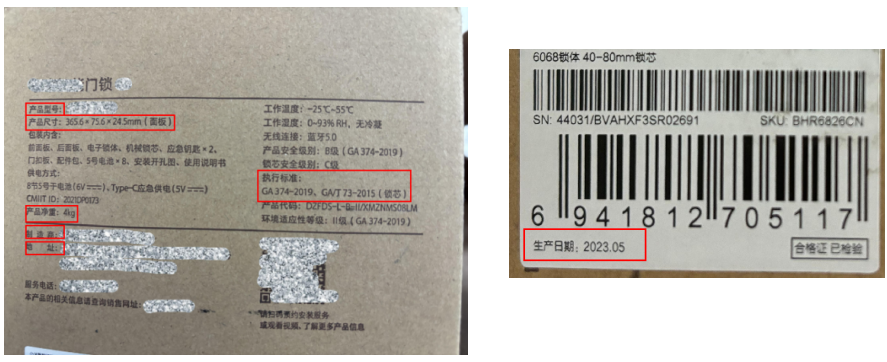 门锁
产品型号:
产品尺寸: 365.6×75.6×24.5mm (面板)
包装内含:
前面板、后面板、电子锁体、机械锁芯、应急钥匙×2、
门扣板、配件包、5号电池×8、安装开孔图、使用说明书
供电方式:
8节5号干电池(6V⎓)、Type-C应急供电(5V⎓)
CMIIT ID: 2021DP0173
产品净重: 4kg
制造商:
地 址:
服务电话:
本产品的相关信息请查询销售网址:
工作温度: -25℃~55℃
工作湿度: 0~93% RH、无冷凝
无线连接: 蓝牙5.0
产品安全级别: B级 (GA 374-2019)
锁芯安全级别: C级
执行标准:
GA 374-2019、GA/T 73-2015 (锁芯)
产品代码:
环境适应性等级: II级 (GA 374-2019)
或观看视频, 了解更多产品信息
6068锁体 40-80mm锁芯
SN: 44031/BVAHXF3SR02691 SKU: BHR6826CN
6 941812 705117
生产日期: 2023.05
合格证 已检验